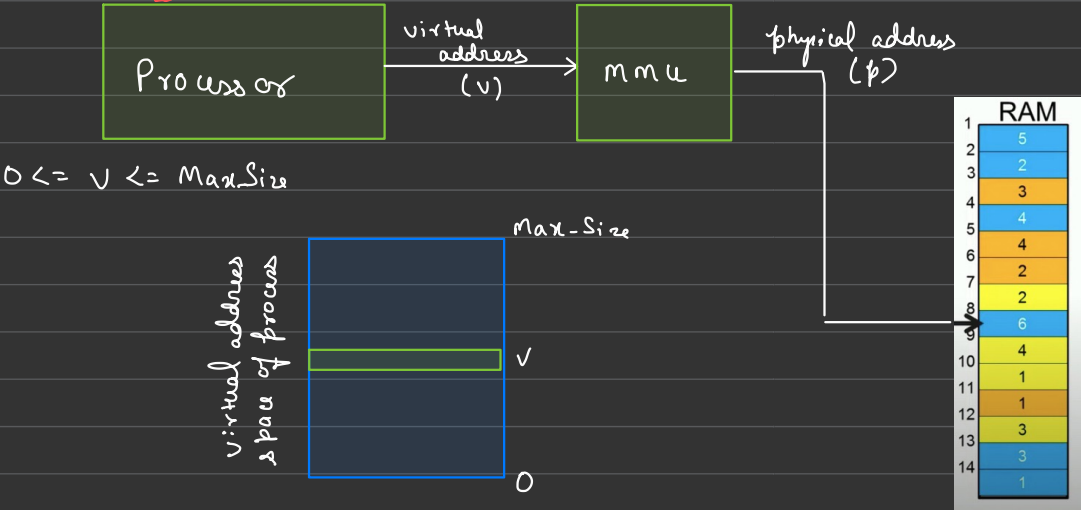 Processor
virtual
address
(v)
mmu
physical address
(p)
0 <= v <= MaxSize
Max-Size
virtual address
space of process
v
0
RAM
1
5
2
2
3
3
4
4
5
4
6
2
7
2
8
6
9
4
10
1
11
1
12
3
13
3
14
1